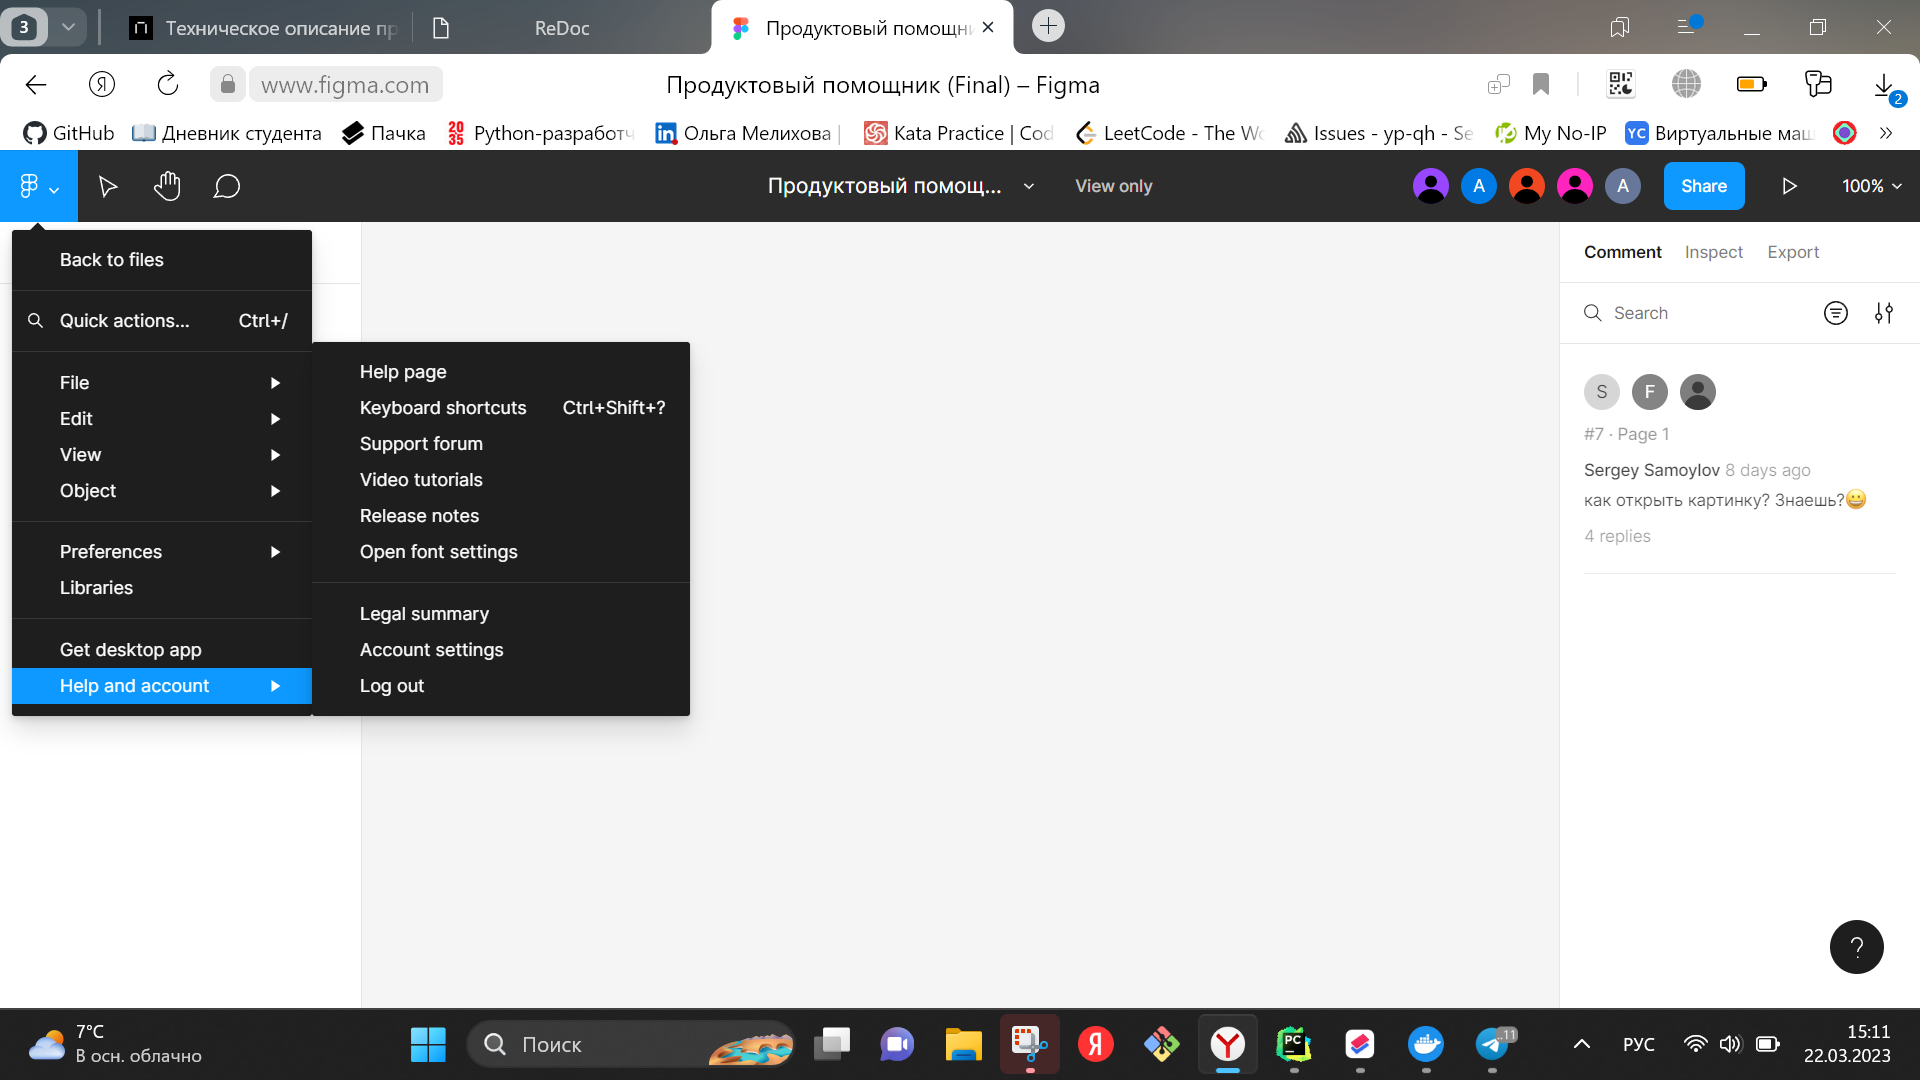 3
Техническое описание пр
ReDoc
Продуктовый помощн
www.figma.com
Продуктовый помощник (Final) – Figma
2
GitHub
Дневник студента
Пачка
20 35
Python-разработч
Ольга Мелихова
Kata Practice | Cod
LeetCode - The Wo
Issues - yp-qh - Se
My No-IP
YC
Виртуальные маш
Продуктовый помощ...
View only
A
A
Share
100%
Back to files
Quick actions... Ctrl+/
File
Edit
View
Object
Preferences
Libraries
Get desktop app
Help and account
Help page
Keyboard shortcuts Ctrl+Shift+?
Support forum
Video tutorials
Release notes
Open font settings
Legal summary
Account settings
Log out
Comment Inspect Export
Search
S F
#7 · Page 1
Sergey Samoylov 8 days ago
как открыть картинку? Знаешь?😀
4 replies
?
7°C
В осн. облачно
Поиск
Я
PC
11
РУС
15:11
22.03.2023